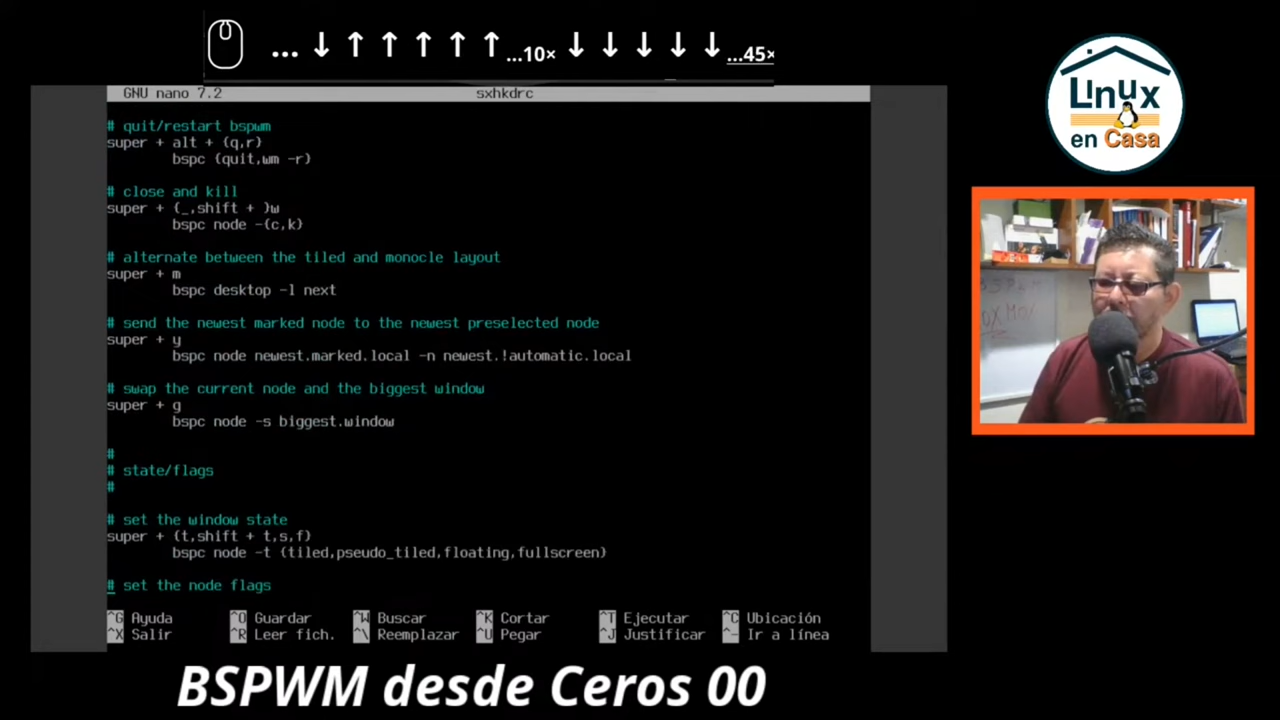 ... ↓ ↑ ↑ ↑ ↑ ↑ ...10× ↓ ↓ ↓ ↓ ↓ ...45×
Linux
en Casa
GNU nano 7.2 sxhkdrc
# quit/restart bspwm
super + alt + {q,r}
bspc {quit,wm -r}
# close and kill
super + {_,shift + }w
bspc node -{c,k}
# alternate between the tiled and monocle layout
super + m
bspc desktop -l next
# send the newest marked node to the newest preselected node
super + y
bspc node newest.marked.local -n newest.!automatic.local
# swap the current node and the biggest window
super + g
bspc node -s biggest.window
#
# state/flags
#
# set the window state
super + {t,shift + t,s,f}
bspc node -t {tiled,pseudo_tiled,floating,fullscreen}
# set the node flags
^G Ayuda ^O Guardar ^W Buscar ^K Cortar ^T Ejecutar ^C Ubicación
^X Salir ^R Leer fich. ^\ Reemplazar ^U Pegar ^J Justificar ^- Ir a línea
BSPWM desde Ceros 00